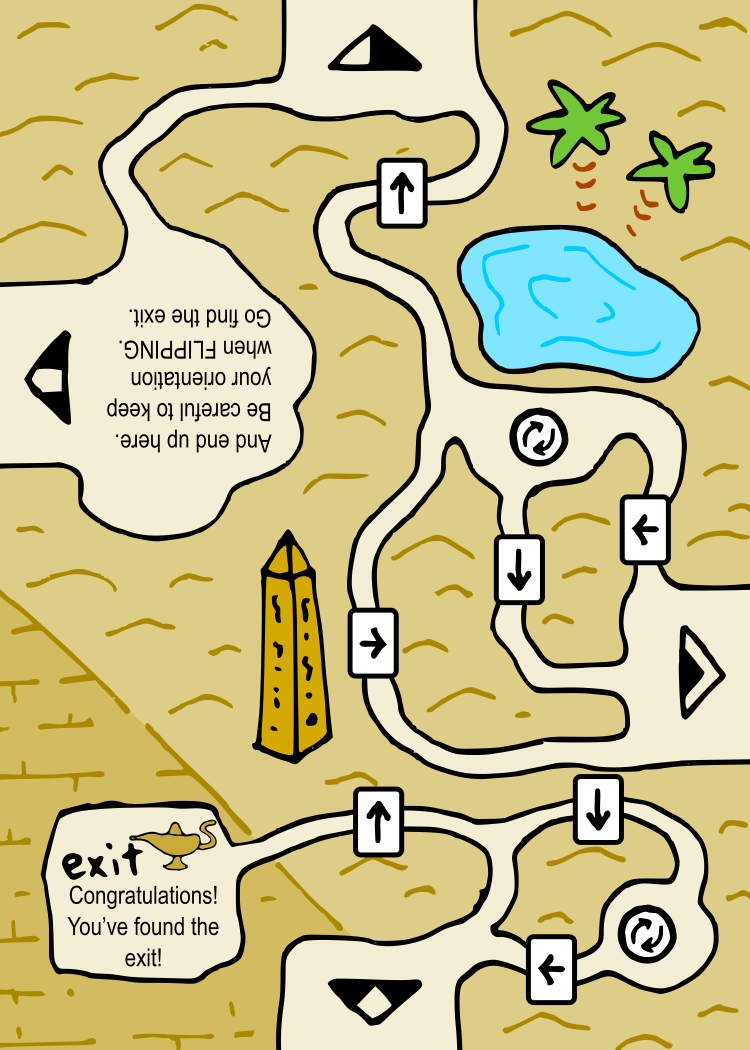 And end up here.
Be careful to keep
your orientation
when FLIPPING.
Go find the exit.
exit
Congratulations!
You've found the
exit!